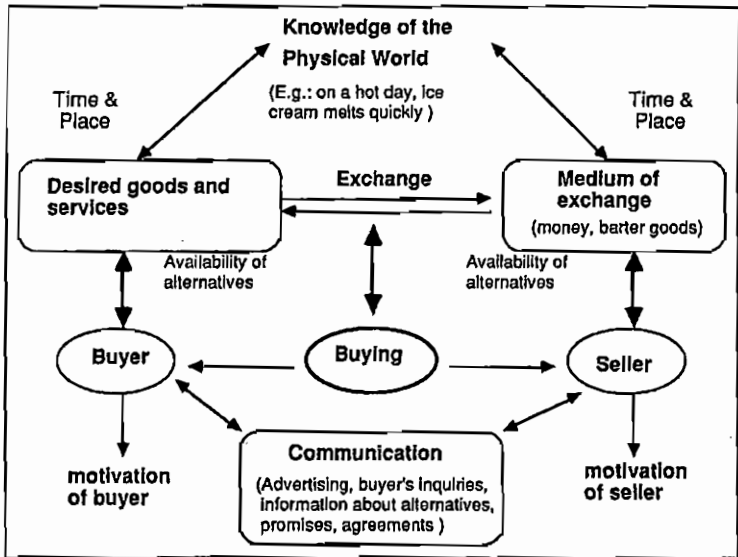 Knowledge of the
Physical World
(E.g.: on a hot day, ice
cream melts quickly )
Time &
Place
Time &
Place
Desired goods and
services
Exchange
Medium of
exchange
(money, barter goods)
Availability of
alternatives
Availability of
alternatives
Buyer
Buying
Seller
Communication
(Advertising, buyer's inquiries,
information about alternatives,
promises, agreements )
motivation
of buyer
motivation
of seller